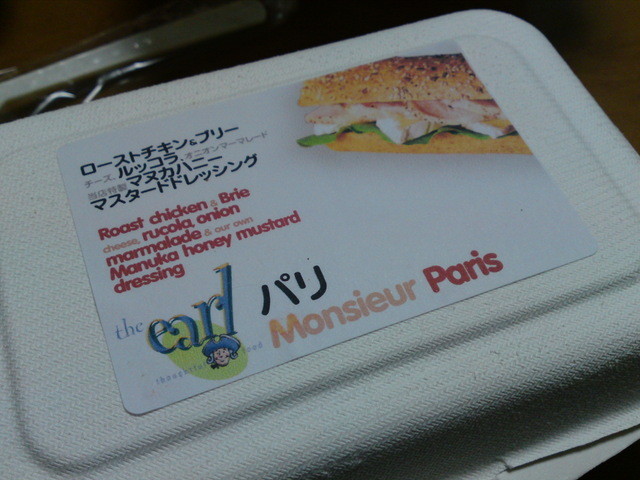 ローストチキン&ブリー
チーズ、ルッコラ、オニオンマーマレード
当店特製マヌカハニー
マスタードドレッシング
Roast chicken & Brie
cheese, rucola, onion
marmalade & our own
Manuka honey mustard
dressing
the earl
thoughtful food
パリ
Monsieur Paris